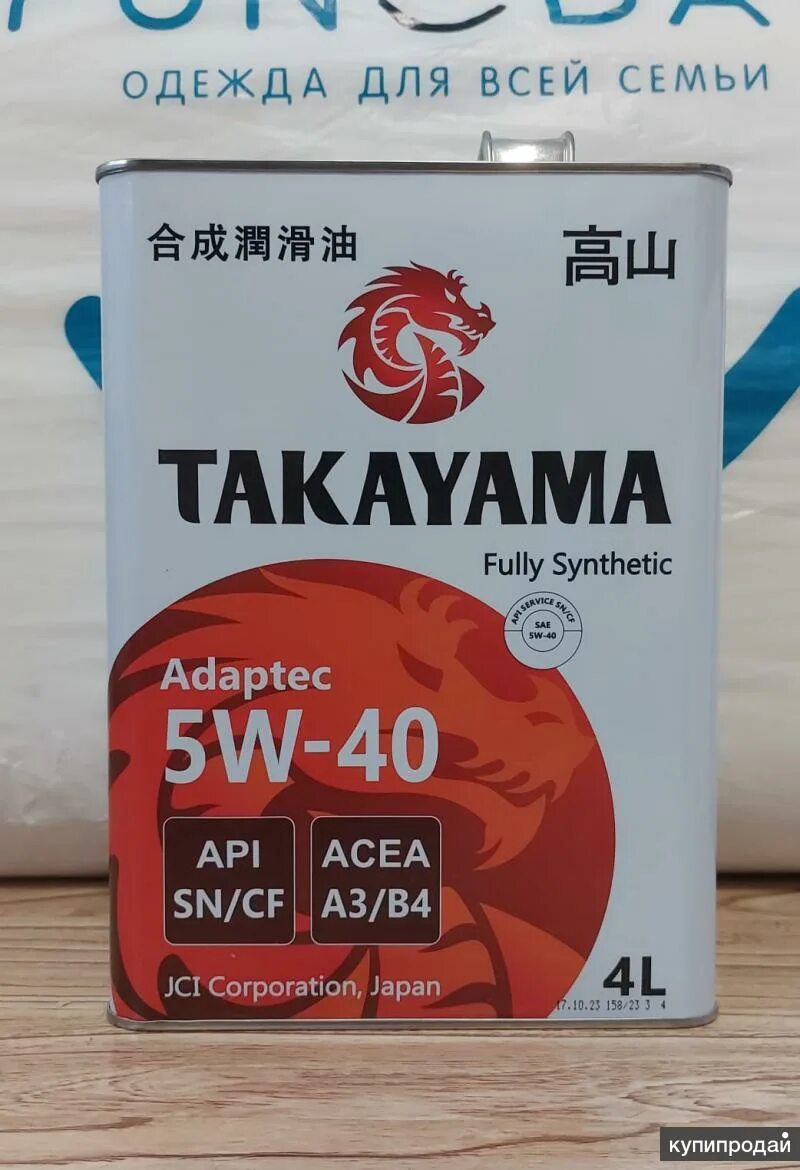 ОДЕЖДА ДЛЯ ВСЕЙ СЕМЬИ
合成潤滑油
高山
TAKAYAMA
Fully Synthetic
API SERVICE SN/CF
SAE
5W-40
Adaptec
5W-40
API
SN/CF
ACEA
A3/B4
JCI Corporation, Japan
4L
17.10.23 158/23 3 4
купипродай